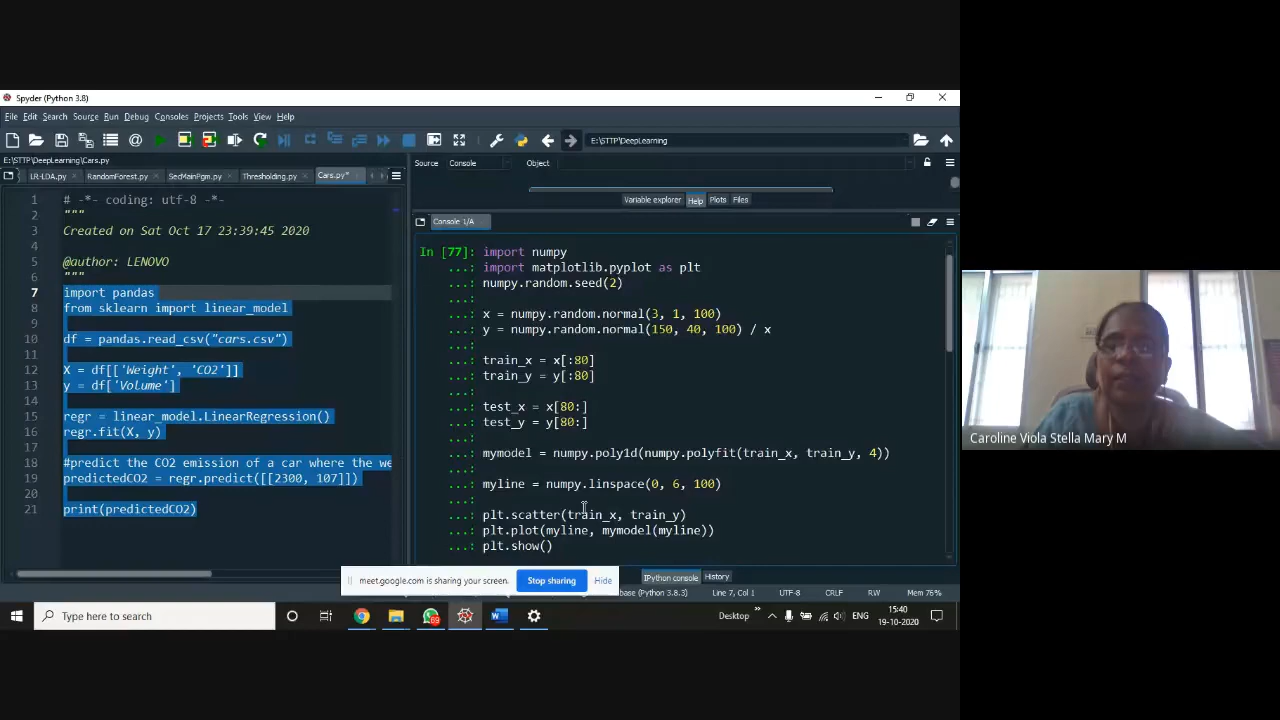 Spyder (Python 3.8)
File Edit Search Source Run Debug Consoles Projects Tools View Help
E:\STTP\DeepLearning
E:\STTP\DeepLearning\Cars.py
Source Console Object
LR-LDA.py RandomForest.py SecMainPgm.py Thresholding.py Cars.py*
Variable explorer Help Plots Files
Console 1/A
1 # -*- coding: utf-8 -*-
2 """
3 Created on Sat Oct 17 23:39:45 2020
4
5 @author: LENOVO
6 """
7 import pandas
8 from sklearn import linear_model
9
10 df = pandas.read_csv("cars.csv")
11
12 X = df[['Weight', 'CO2']]
13 y = df['Volume']
14
15 regr = linear_model.LinearRegression()
16 regr.fit(X, y)
17
18 #predict the CO2 emission of a car where the we
19 predictedCO2 = regr.predict([[2300, 107]])
20
21 print(predictedCO2)
In [77]: import numpy
...: import matplotlib.pyplot as plt
...: numpy.random.seed(2)
...:
...: x = numpy.random.normal(3, 1, 100)
...: y = numpy.random.normal(150, 40, 100) / x
...:
...: train_x = x[:80]
...: train_y = y[:80]
...:
...: test_x = x[80:]
...: test_y = y[80:]
...:
...: mymodel = numpy.poly1d(numpy.polyfit(train_x, train_y, 4))
...:
...: myline = numpy.linspace(0, 6, 100)
...:
...: plt.scatter(train_x, train_y)
...: plt.plot(myline, mymodel(myline))
...: plt.show()
meet.google.com is sharing your screen. Stop sharing Hide
IPython console History
base (Python 3.8.3) Line 7, Col 1 UTF-8 CRLF RW Mem 76%
Type here to search
89
Desktop ENG
15:40
19-10-2020
Caroline Viola Stella Mary M